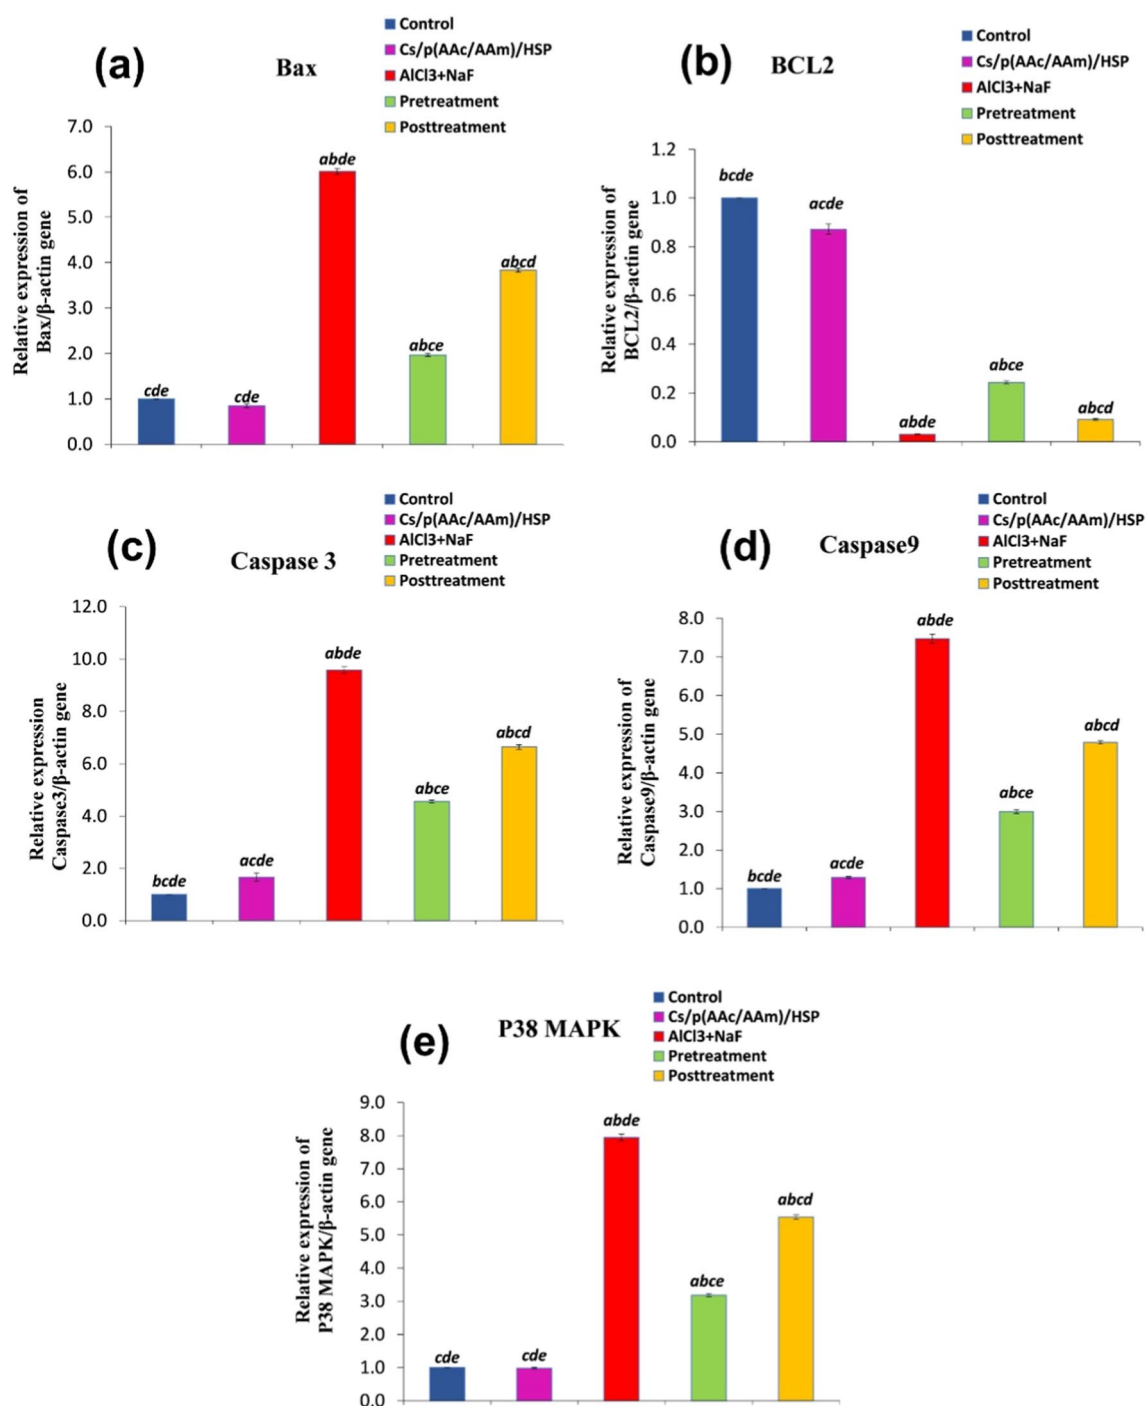 (a)
Bax
Control
Cs/p(AAc/AAm)/HSP
AlCl3+NaF
Pretreatment
Posttreatment
Relative expression of
Bax/β-actin gene
7.0
6.0
5.0
4.0
3.0
2.0
1.0
0.0
cde
cde
abde
abce
abcd
(b)
BCL2
Control
Cs/p(AAc/AAm)/HSP
AlCl3+NaF
Pretreatment
Posttreatment
Relative expression of
BCL2/β-actin gene
1.2
1.0
0.8
0.6
0.4
0.2
0.0
bcde
acde
abde
abce
abcd
(c)
Caspase 3
Control
Cs/p(AAc/AAm)/HSP
AlCl3+NaF
Pretreatment
Posttreatment
Relative expression
Caspase3/β-actin gene
12.0
10.0
8.0
6.0
4.0
2.0
0.0
bcde
acde
abde
abce
abcd
(d)
Caspase9
Control
Cs/p(AAc/AAm)/HSP
AlCl3+NaF
Pretreatment
Posttreatment
Relative expression of
Caspase9/β-actin gene
8.0
7.0
6.0
5.0
4.0
3.0
2.0
1.0
0.0
bcde
acde
abde
abce
abcd
(e)
P38 MAPK
Control
Cs/p(AAc/AAm)/HSP
AlCl3+NaF
Pretreatment
Posttreatment
Relative expression of
P38 MAPK/β-actin gene
9.0
8.0
7.0
6.0
5.0
4.0
3.0
2.0
1.0
0.0
cde
cde
abde
abce
abcd